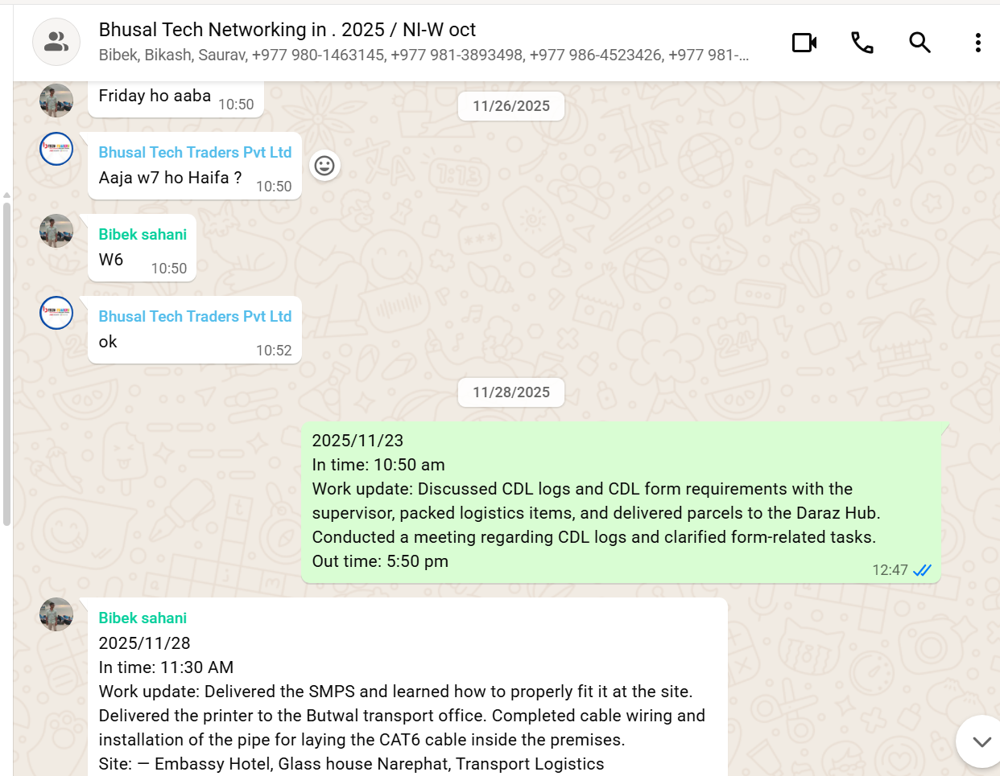 Bhusal Tech Networking in . 2025 / NI-W oct
Bibek, Bikash, Saurav, +977 980-1463145, +977 981-3893498, +977 986-4523426, +977 981-...
Friday ho aaba 10:50
11/26/2025
Bhusal Tech Traders Pvt Ltd
Aaja w7 ho Haifa ? 10:50
Bibek sahani
W6 10:50
Bhusal Tech Traders Pvt Ltd
ok 10:52
11/28/2025
2025/11/23
In time: 10:50 am
Work update: Discussed CDL logs and CDL form requirements with the
supervisor, packed logistics items, and delivered parcels to the Daraz Hub.
Conducted a meeting regarding CDL logs and clarified form-related tasks.
Out time: 5:50 pm
12:47
Bibek sahani
2025/11/28
In time: 11:30 AM
Work update: Delivered the SMPS and learned how to properly fit it at the site.
Delivered the printer to the Butwal transport office. Completed cable wiring and
installation of the pipe for laying the CAT6 cable inside the premises.
Site: — Embassy Hotel, Glass house Narephat, Transport Logistics